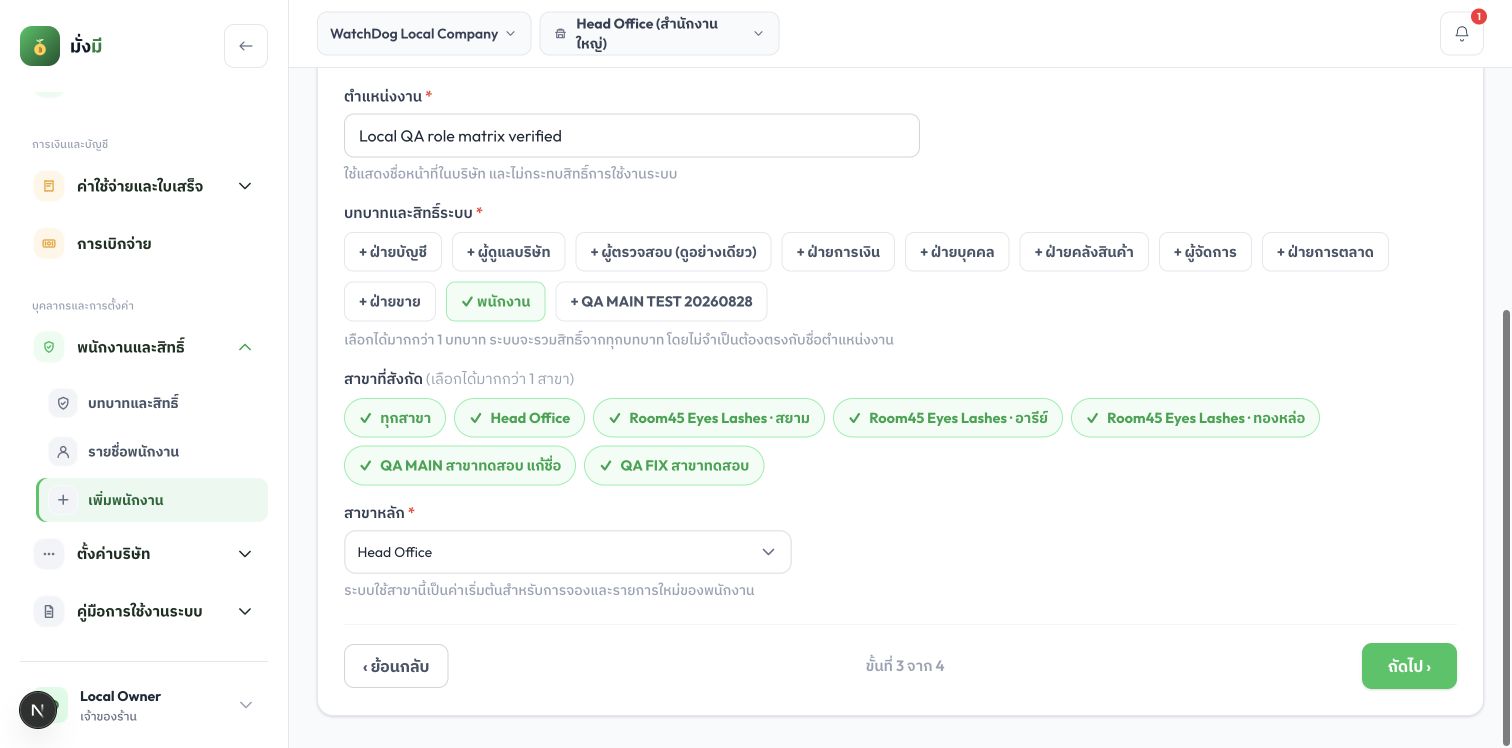 มั่งมี
WatchDog Local Company
Head Office (สำนักงาน
ใหญ่)
1
การเงินและบัญชี
ค่าใช้จ่ายและใบเสร็จ
การเบิกจ่าย
บุคลากรและการตั้งค่า
พนักงานและสิทธิ์
บทบาทและสิทธิ์
รายชื่อพนักงาน
+ เพิ่มพนักงาน
ตั้งค่าบริษัท
คู่มือการใช้งานระบบ
N
Local Owner
เจ้าของร้าน
ตำแหน่งงาน *
Local QA role matrix verified
ใช้แสดงชื่อหน้าที่ในบริษัท และไม่กระทบสิทธิ์การใช้งานระบบ
บทบาทและสิทธิ์ระบบ *
+ ฝ่ายบัญชี + ผู้ดูแลบริษัท + ผู้ตรวจสอบ (ดูอย่างเดียว) + ฝ่ายการเงิน + ฝ่ายบุคคล + ฝ่ายคลังสินค้า + ผู้จัดการ + ฝ่ายการตลาด
+ ฝ่ายขาย ✓ พนักงาน + QA MAIN TEST 20260828
เลือกได้มากกว่า 1 บทบาท ระบบจะรวมสิทธิ์จากทุกบทบาท โดยไม่จำเป็นต้องตรงกับชื่อตำแหน่งงาน
สาขาที่สังกัด (เลือกได้มากกว่า 1 สาขา)
✓ ทุกสาขา ✓ Head Office ✓ Room45 Eyes Lashes · สยาม ✓ Room45 Eyes Lashes · อารีย์ ✓ Room45 Eyes Lashes · ทองหล่อ
✓ QA MAIN สาขาทดสอบ แก้ชื่อ ✓ QA FIX สาขาทดสอบ
สาขาหลัก *
Head Office
ระบบใช้สาขานี้เป็นค่าเริ่มต้นสำหรับการจองและรายการใหม่ของพนักงาน
‹ ย้อนกลับ ขั้นที่ 3 จาก 4 ถัดไป ›